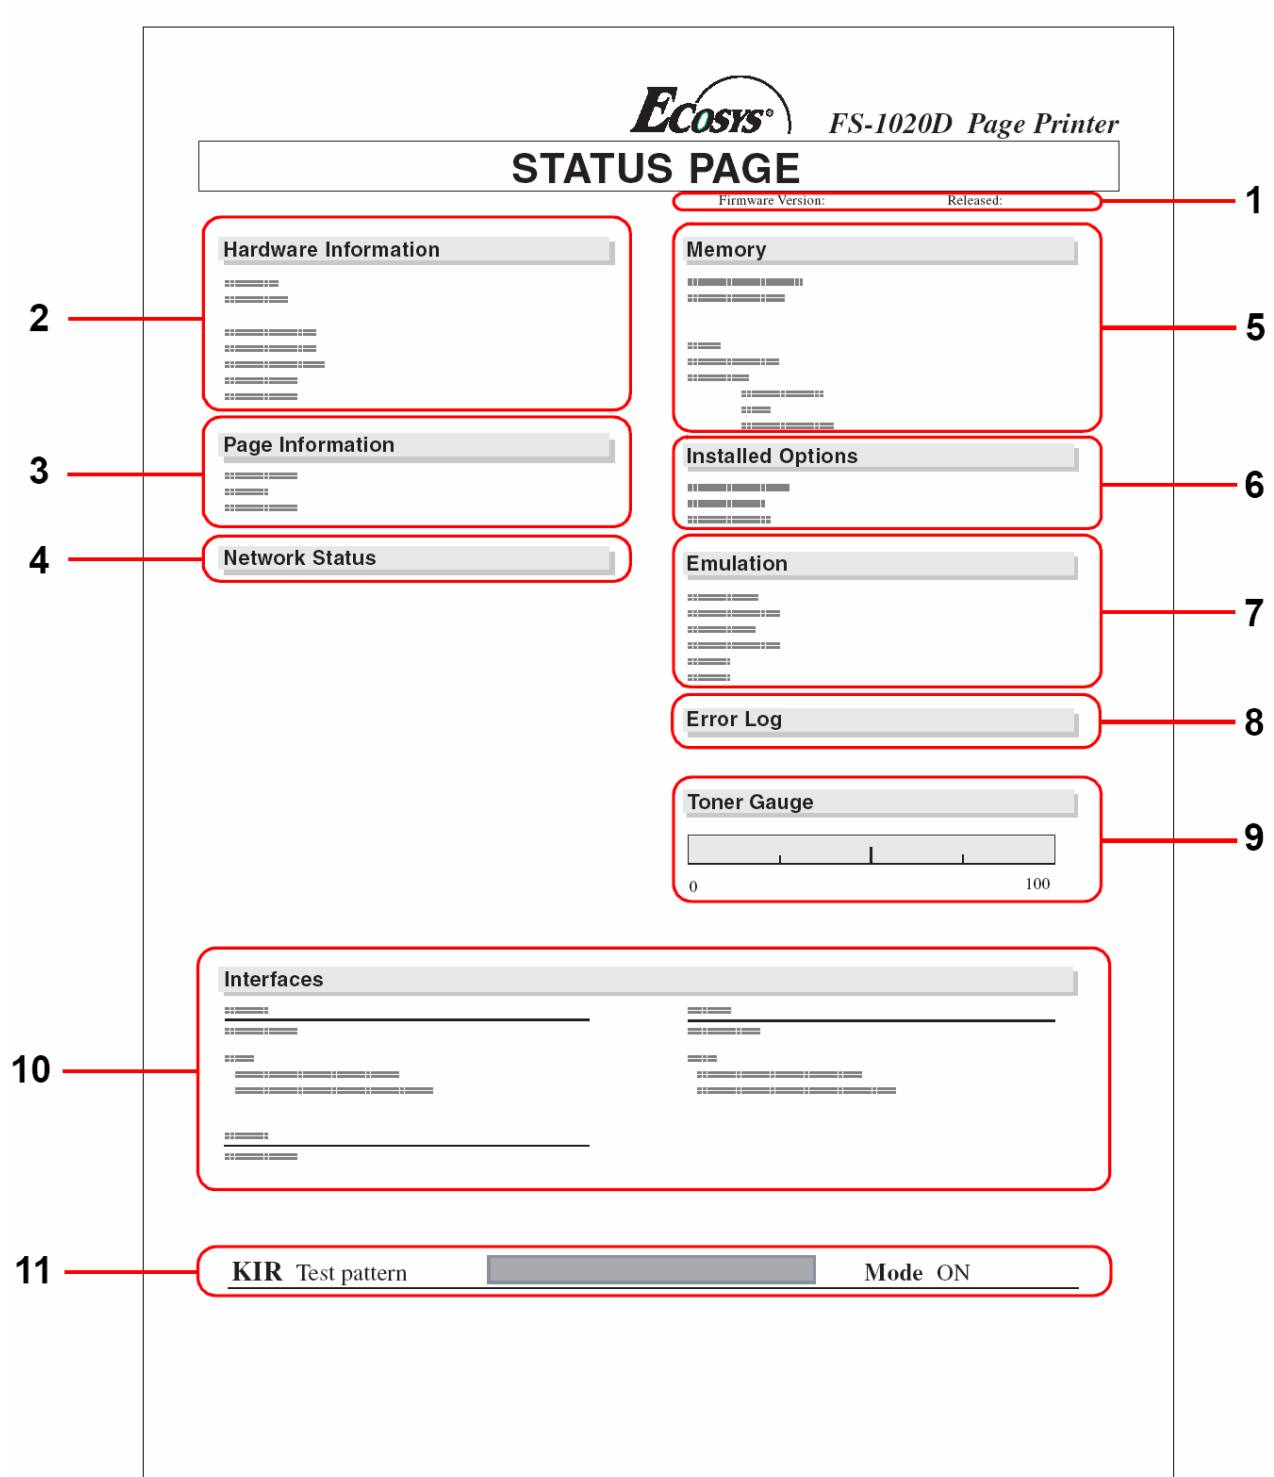 ECOSYS® FS-1020D Page Printer
STATUS PAGE
Firmware Version: Released:
1
Hardware Information
2
Page Information
3
Network Status
4
Memory
5
Installed Options
6
Emulation
7
Error Log
8
Toner Gauge
0 100
9
Interfaces
10
KIR Test pattern Mode ON
11